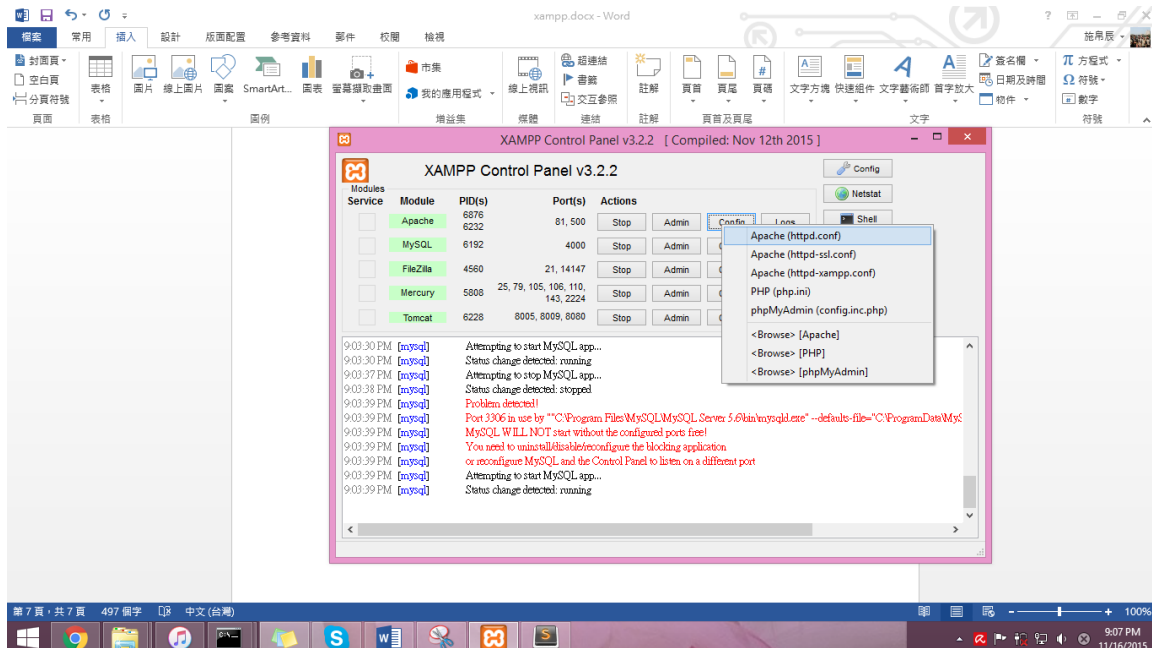 xampp.docx - Word
檔案 常用 插入 設計 版面配置 參考資料 郵件 校閱 檢視
施帛辰
封面頁
空白頁
分頁符號
表格
圖片 線上圖片 圖案 SmartArt... 圖表 螢幕擷取畫面
市集
我的應用程式
線上視訊
超連結
書籤
交互參照
註解
頁首 頁尾 頁碼
文字方塊 快速組件 文字藝術師 首字放大
簽名欄
日期及時間
物件
方程式
符號
數字
頁面 表格 圖例 增益集 媒體 連結 註解 頁首及頁尾 文字 符號
XAMPP Control Panel v3.2.2 [ Compiled: Nov 12th 2015 ]
XAMPP Control Panel v3.2.2
Config
Netstat
Shell
Modules
Service Module PID(s) Port(s) Actions
Apache 6876 6232 81, 500 Stop Admin Config Logs
MySQL 6192 4000 Stop Admin
FileZilla 4560 21, 14147 Stop Admin
Mercury 5808 25, 79, 105, 106, 110, 143, 2224 Stop Admin
Tomcat 6228 8005, 8009, 8080 Stop Admin
Apache (httpd.conf)
Apache (httpd-ssl.conf)
Apache (httpd-xampp.conf)
PHP (php.ini)
phpMyAdmin (config.inc.php)
<Browse> [Apache]
<Browse> [PHP]
<Browse> [phpMyAdmin]
9:03:30 PM [mysql] Attempting to start MySQL app...
9:03:30 PM [mysql] Status change detected: running
9:03:37 PM [mysql] Attempting to stop MySQL app...
9:03:38 PM [mysql] Status change detected: stopped
9:03:39 PM [mysql] Problem detected!
9:03:39 PM [mysql] Port 3306 in use by ""C:\Program Files\MySQL\MySQL Server 5.6\bin\mysqld.exe" --defaults-file="C:\ProgramData\MyS
9:03:39 PM [mysql] MySQL WILL NOT start without the configured ports free!
9:03:39 PM [mysql] You need to uninstall/disable/reconfigure the blocking application
9:03:39 PM [mysql] or reconfigure MySQL and the Control Panel to listen on a different port
9:03:39 PM [mysql] Attempting to start MySQL app...
9:03:39 PM [mysql] Status change detected: running
第 7 頁，共 7 頁 497 個字 中文 (台灣) 100%
9:07 PM
11/16/2015